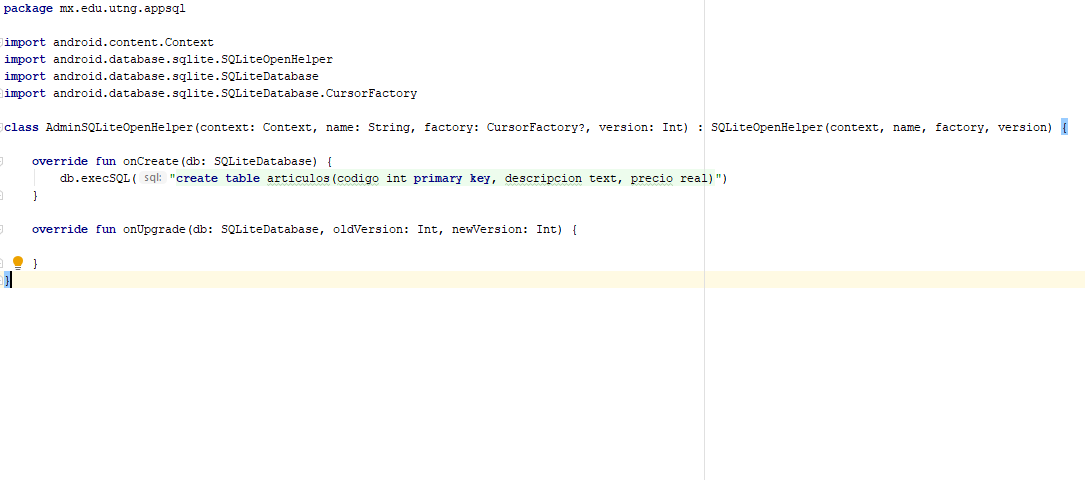 package mx.edu.utng.appsql
import android.content.Context
import android.database.sqlite.SQLiteOpenHelper
import android.database.sqlite.SQLiteDatabase
import android.database.sqlite.SQLiteDatabase.CursorFactory
class AdminSQLiteOpenHelper(context: Context, name: String, factory: CursorFactory?, version: Int) : SQLiteOpenHelper(context, name, factory, version) {
override fun onCreate(db: SQLiteDatabase) {
db.execSQL( sql: "create table articulos(codigo int primary key, descripcion text, precio real)")
}
override fun onUpgrade(db: SQLiteDatabase, oldVersion: Int, newVersion: Int) {
}
}